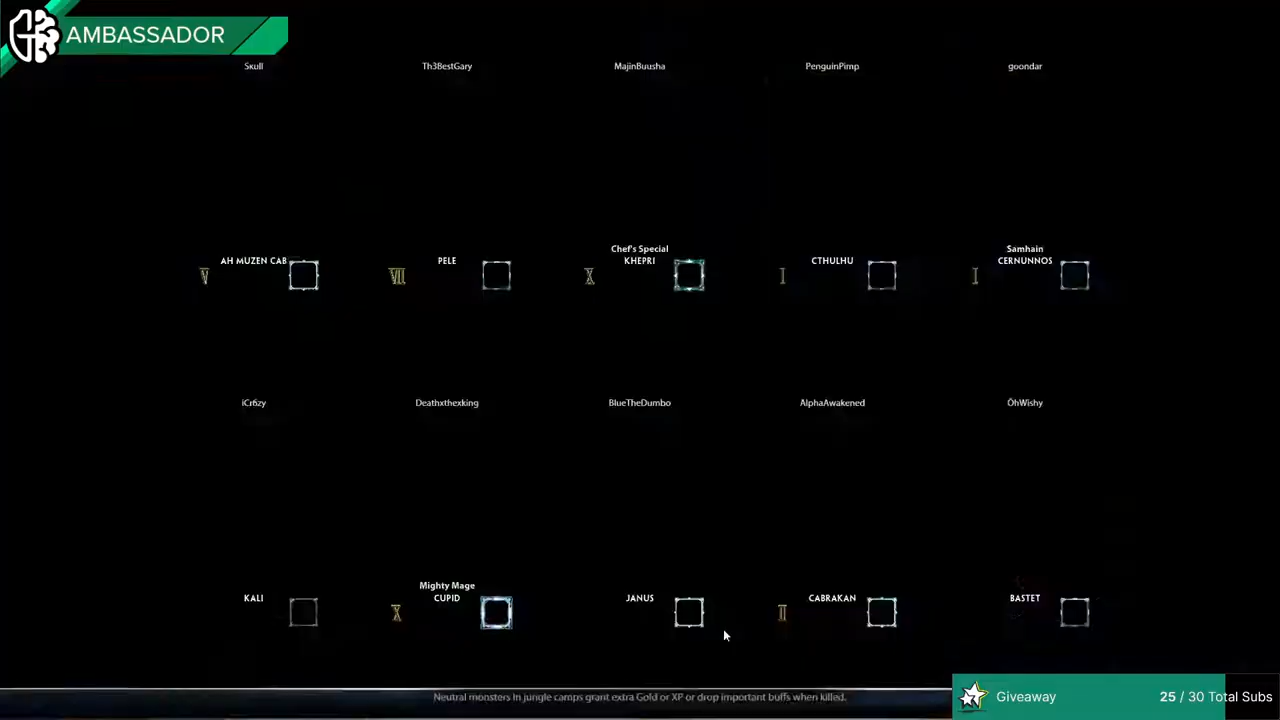 AMBASSADOR
Skull
Th3BestGary
MajinBuusha
PenguinPimp
goondar
V
AH MUZEN CAB
VII
PELE
X
Chef's Special
KHEPRI
I
CTHULHU
I
Samhain
CERNUNNOS
iCr6zy
Deathxthexking
BlueTheDumbo
AlphaAwakened
OhWishy
KALI
X
Mighty Mage
CUPID
JANUS
II
CABRAKAN
BASTET
Neutral monsters in jungle camps grant extra Gold or XP or drop important buffs when killed.
Giveaway
25 / 30 Total Subs